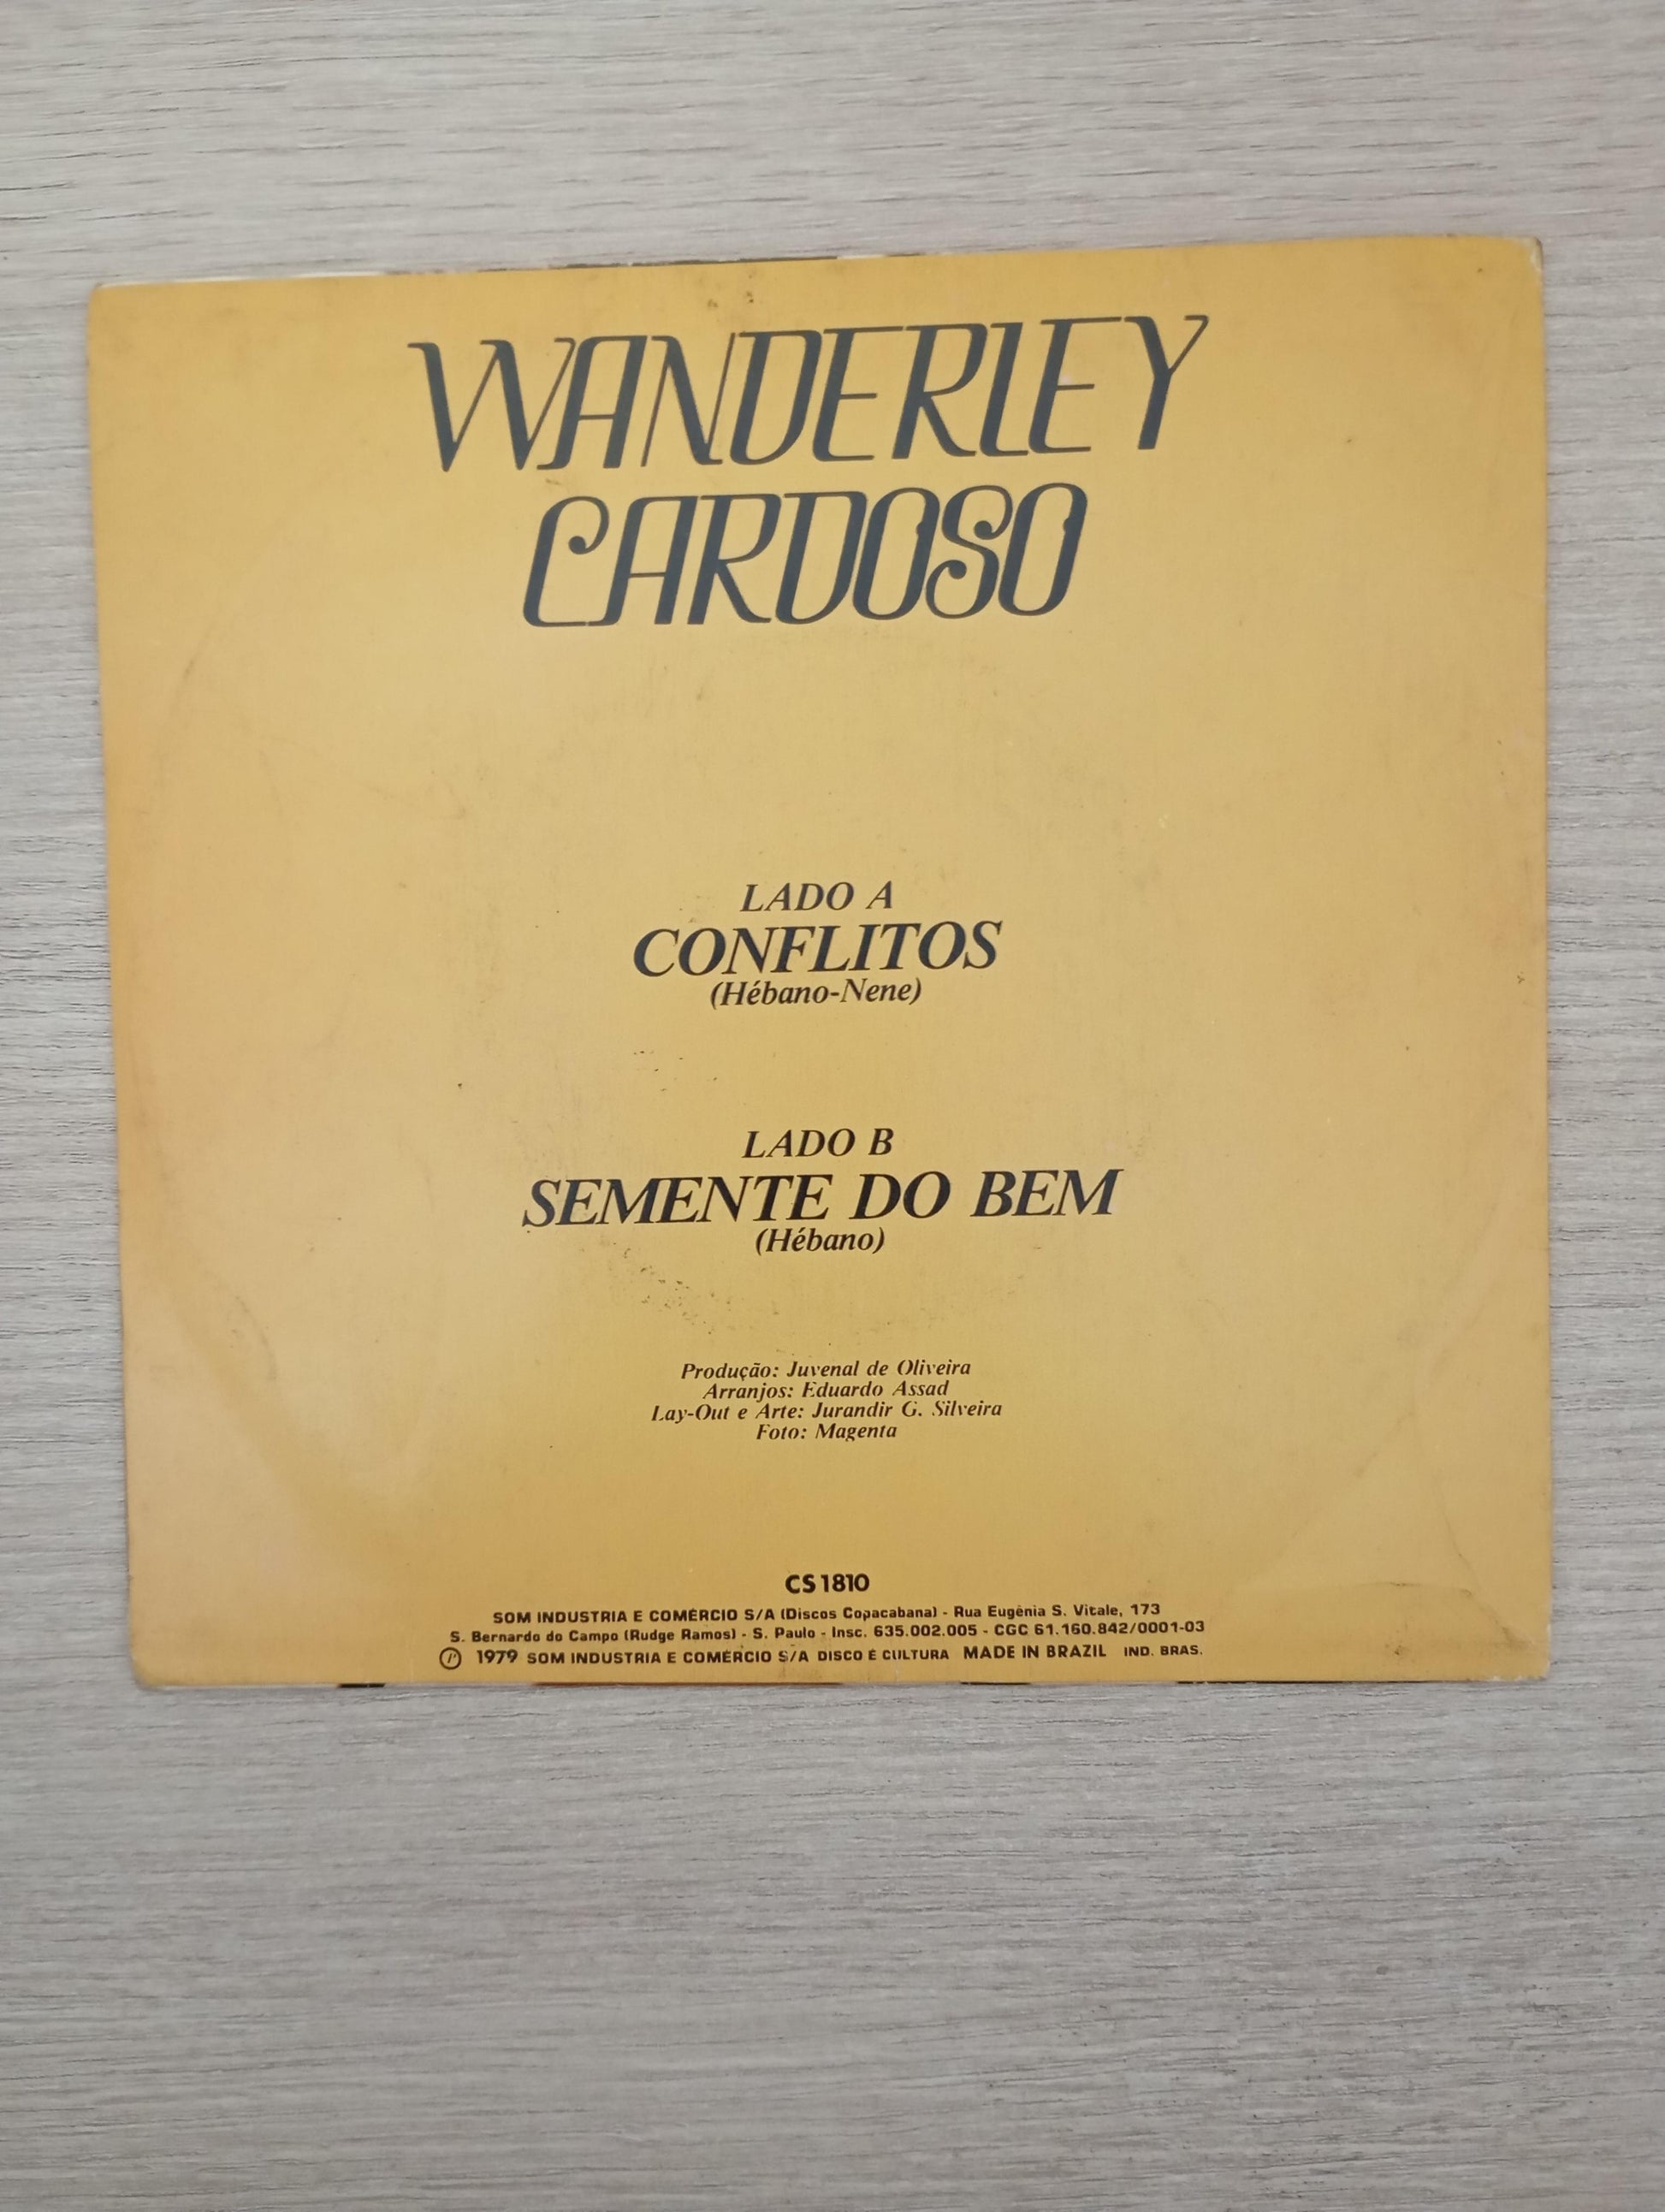 WANDERLEY
CARDOSO
LADO A
CONFLITOS
(Hébano-Nene)
LADO B
SEMENTE DO BEM
(Hébano)
Produção: Juvenal de Oliveira
Arranjos: Eduardo Assad
Lay-Out e Arte: Jurandir G. Silveira
Foto: Magenta
CS 1810
SOM INDUSTRIA E COMÉRCIO S/A (Discos Copacabana) - Rua Eugênia S. Vitale, 173
S. Bernardo do Campo (Rudge Ramos) - S. Paulo - Insc. 635.002.005 - CGC 61.160.842/0001-03
Ⓟ 1979 SOM INDUSTRIA E COMÉRCIO S/A DISCO É CULTURA MADE IN BRAZIL IND. BRAS.